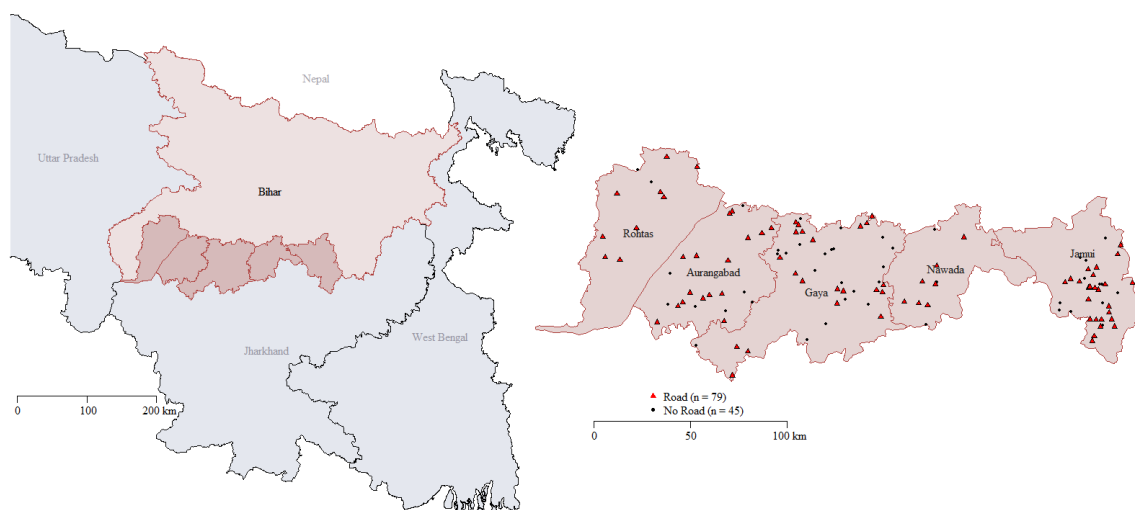 Nepal
Uttar Pradesh
Bihar
West Bengal
Jharkhand
0 100 200 km
Rohtas
Aurangabad
Gaya
Nawada
Jamui
Road (n = 79)
No Road (n = 45)
0 50 100 km